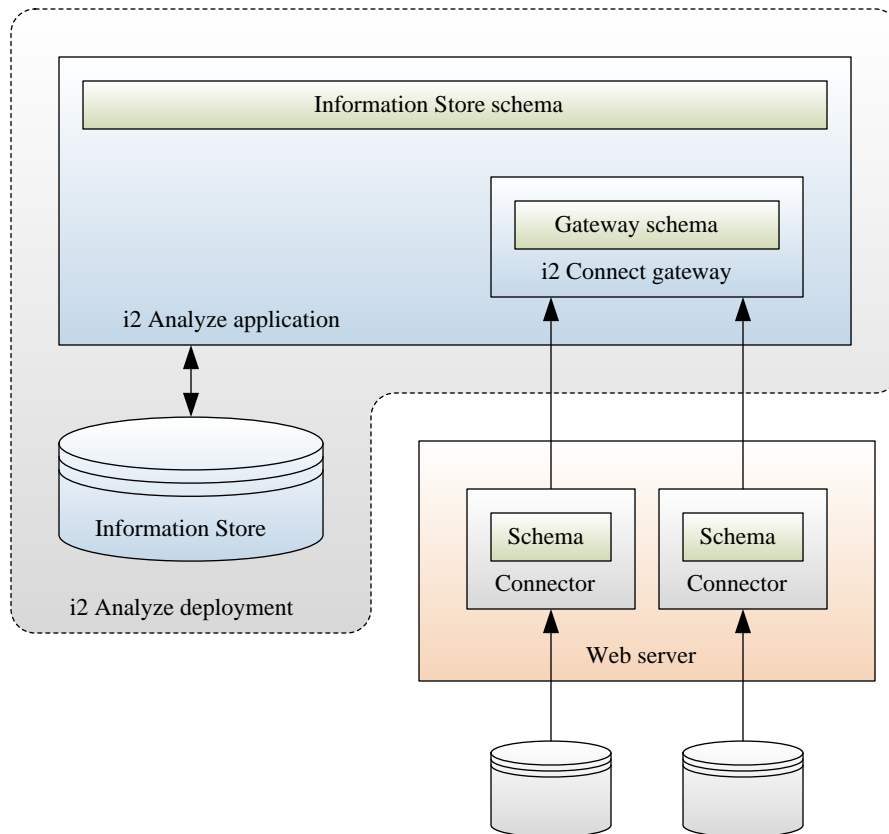 Information Store schema
Gateway schema
i2 Connect gateway
i2 Analyze application
Information Store
i2 Analyze deployment
Schema
Connector
Schema
Connector
Web server